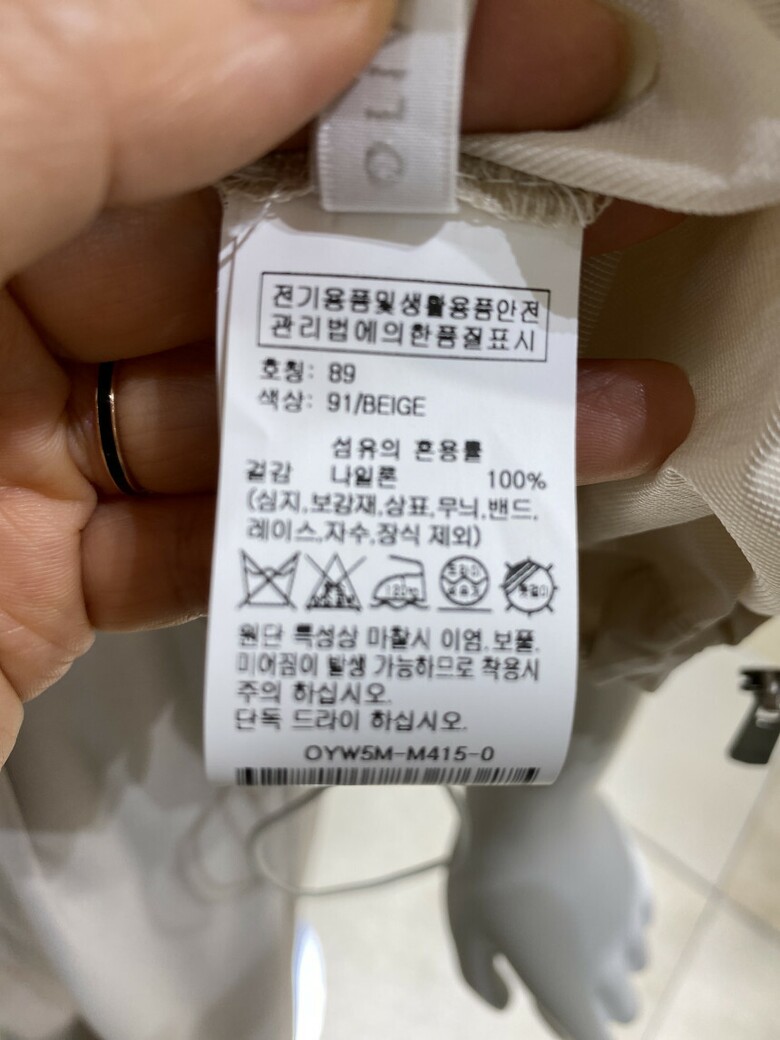 전기용품및생활용품안전
관리법에의한품질표시
호칭: 89
색상: 91/BEIGE
섬유의 혼용률
겉감 나일론 100%
(심지,보강재,상표,무늬,밴드,
레이스,자수,장식 제외)
원단 특성상 마찰시 이염,보풀,
미어짐이 발생 가능하므로 착용시
주의 하십시오.
단독 드라이 하십시오.
OYW5M-M415-0